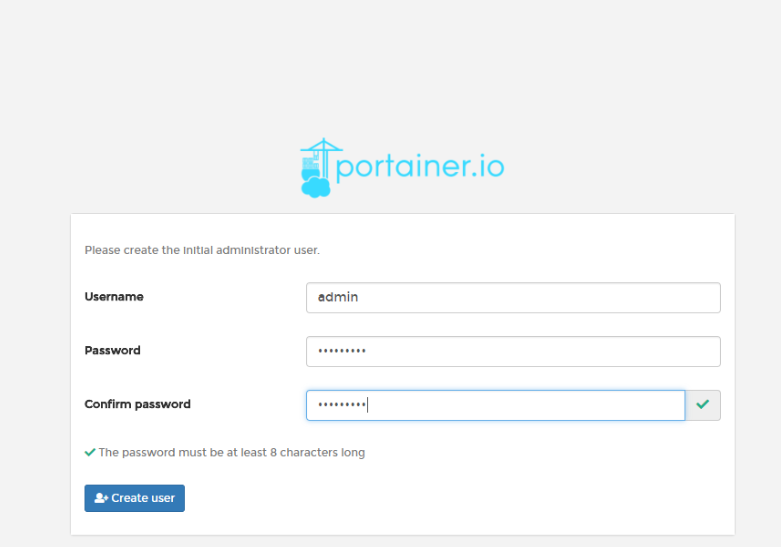 portainer.io
Please create the initial administrator user.
Username
admin
Password
•••••••••
Confirm password
•••••••••
The password must be at least 8 characters long
Create user